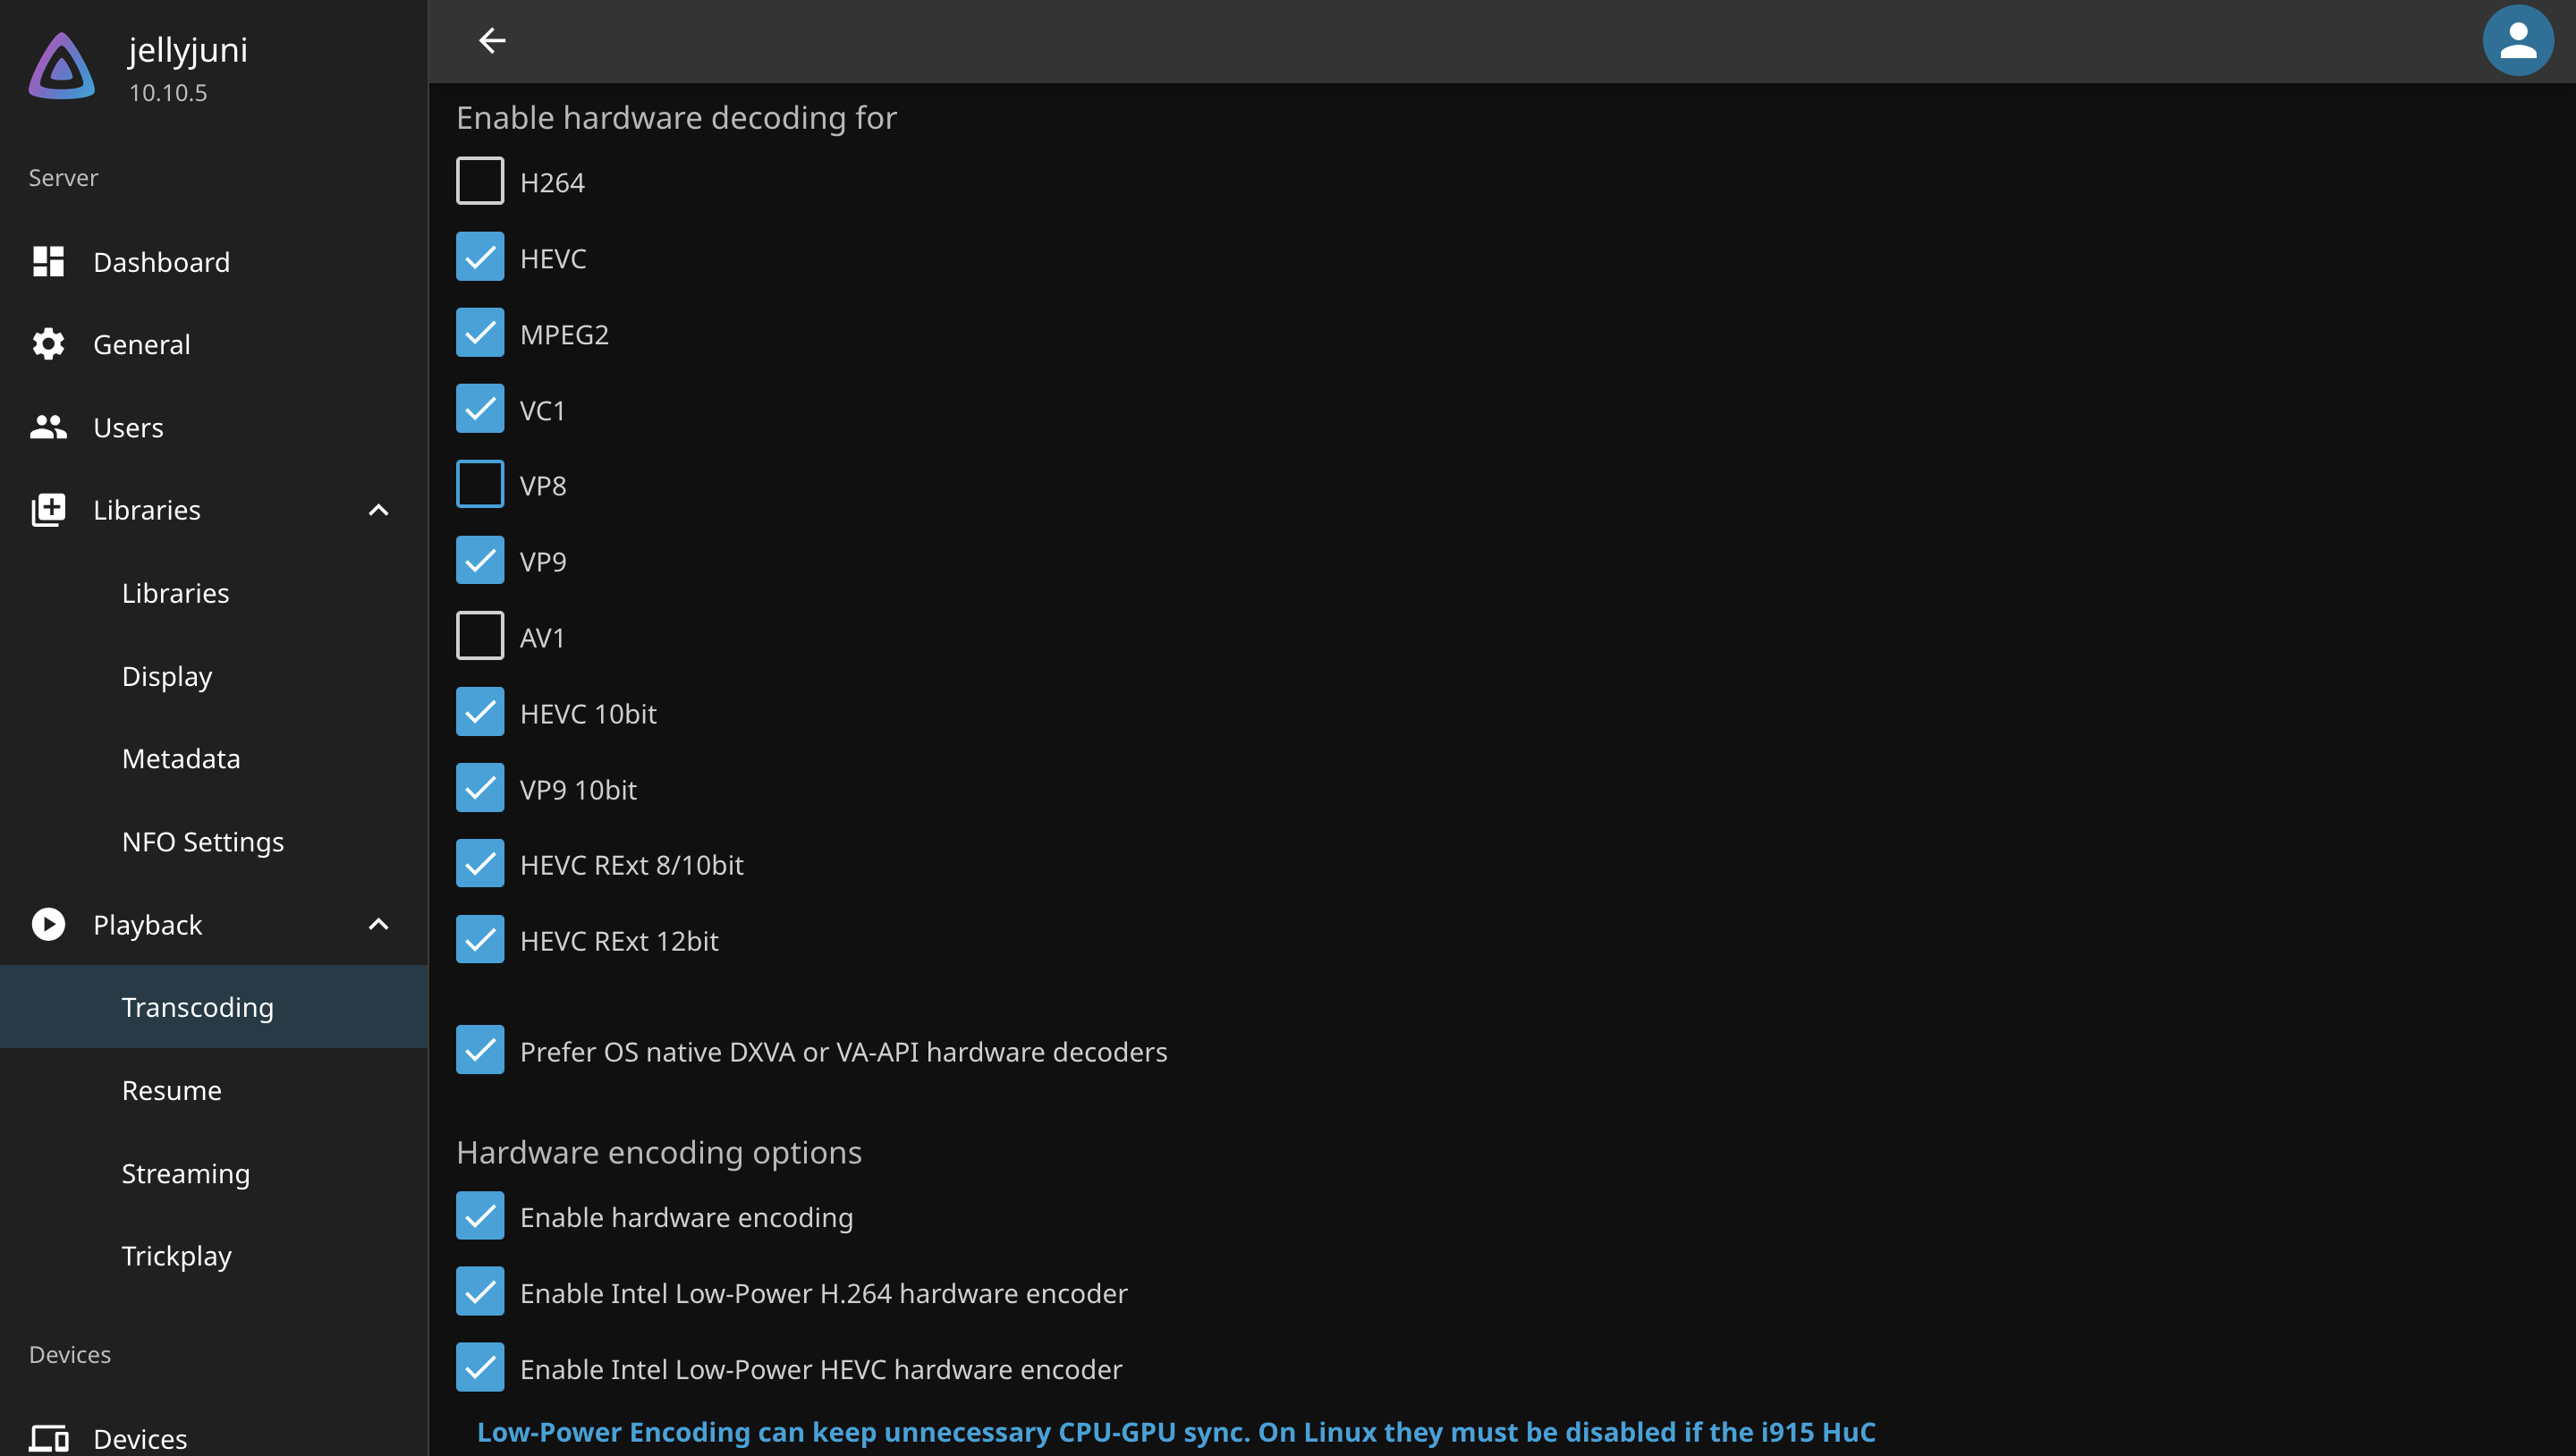 jellyjuni
10.10.5
Server
Dashboard
General
Users
Libraries
Libraries
Display
Metadata
NFO Settings
Playback
Transcoding
Resume
Streaming
Trickplay
Devices
Devices
Enable hardware decoding for
H264
HEVC
MPEG2
VC1
VP8
VP9
AV1
HEVC 10bit
VP9 10bit
HEVC RExt 8/10bit
HEVC RExt 12bit
Prefer OS native DXVA or VA-API hardware decoders
Hardware encoding options
Enable hardware encoding
Enable Intel Low-Power H.264 hardware encoder
Enable Intel Low-Power HEVC hardware encoder
Low-Power Encoding can keep unnecessary CPU-GPU sync. On Linux they must be disabled if the i915 HuC